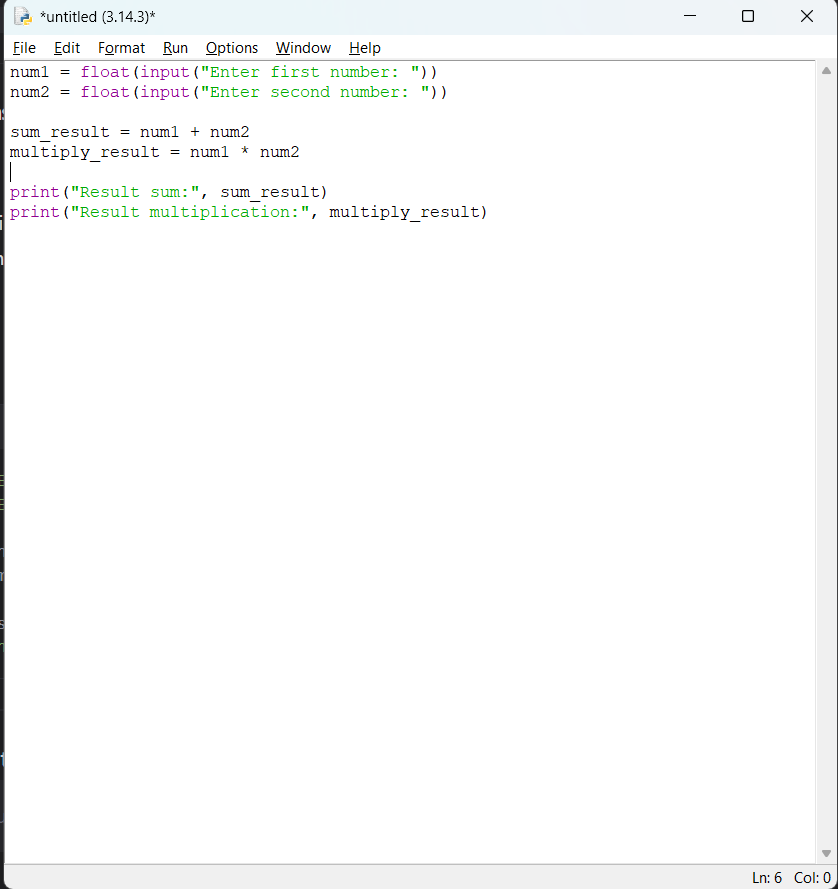 *untitled (3.14.3)*
File Edit Format Run Options Window Help
num1 = float(input("Enter first number: "))
num2 = float(input("Enter second number: "))
sum_result = num1 + num2
multiply_result = num1 * num2
print("Result sum:", sum_result)
print("Result multiplication:", multiply_result)
Ln: 6 Col: 0